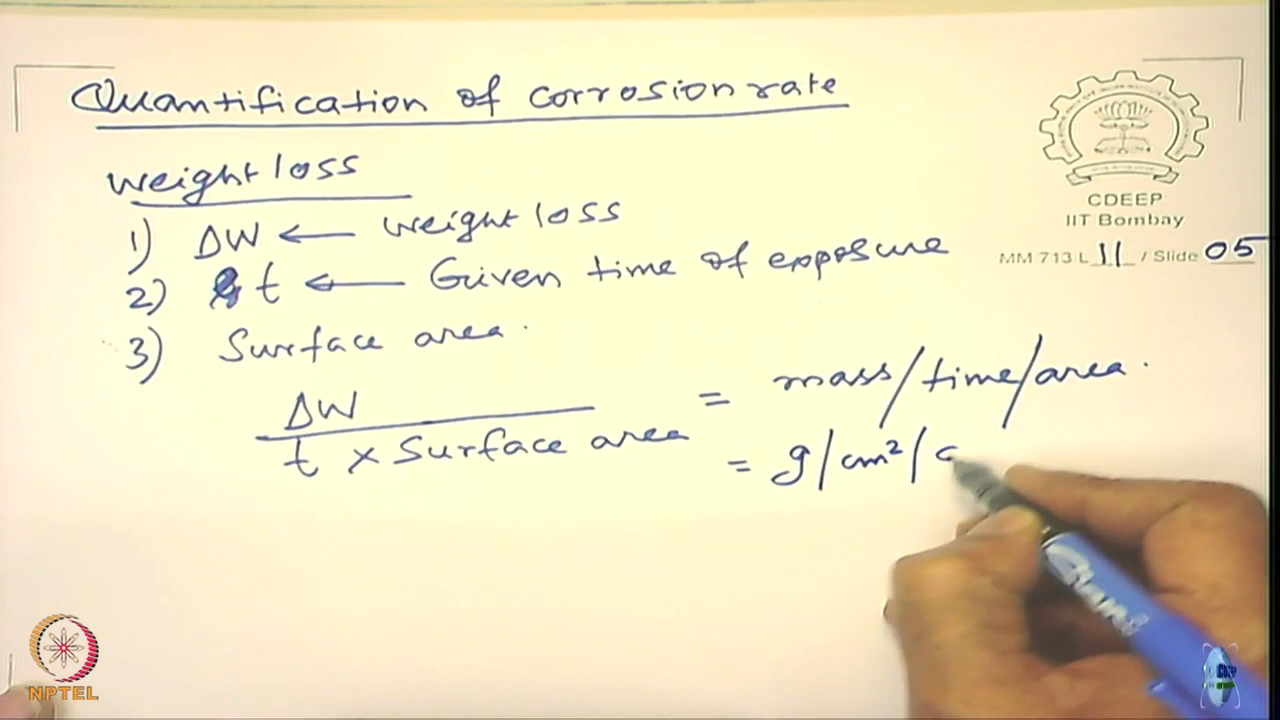 Quantification of corrosion rate
Weight loss
1) ΔW ← Weight loss
2) t ← Given time of exposure
3) Surface area.
ΔW / t × Surface area = mass/time/area.
= g/cm²/
CDEEP
IIT Bombay
MM 713 L 11 / Slide 05
NPTEL